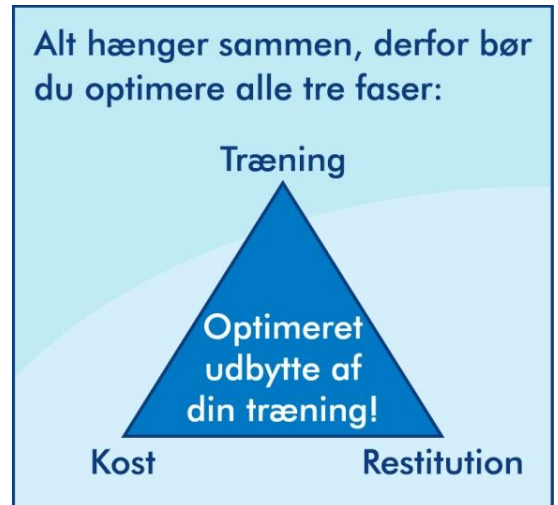 Alt hænger sammen, derfor bør
du optimere alle tre faser:
Træning
Optimeret
udbytte af
din træning!
Kost
Restitution